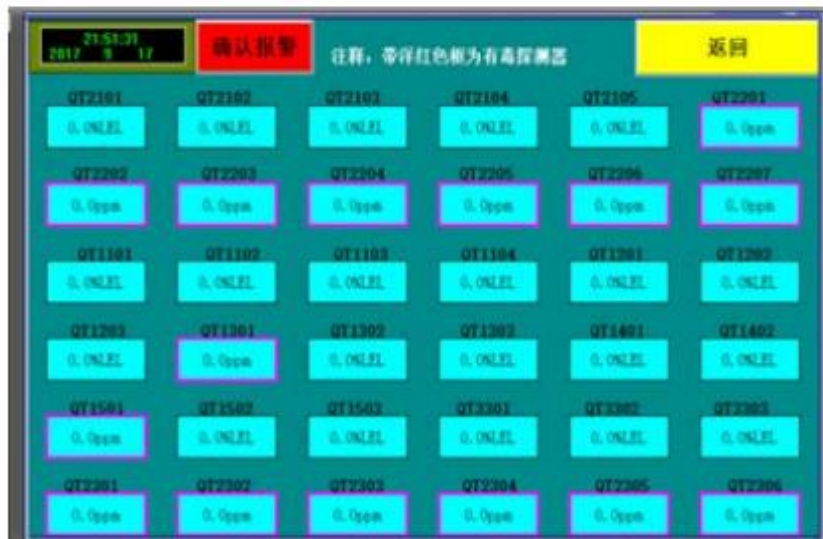 21:51:31
2017 9 17
确认报警
注释,带洋红色框为有毒探测器
返回
QT2101 QT2102 QT2103 QT2104 QT2105 QT2201
0.0%LEL 0.0%LEL 0.0%LEL 0.0%LEL 0.0%LEL 0.0ppm
QT2202 QT2203 QT2204 QT2205 QT2206 QT2207
0.0ppm 0.0ppm 0.0ppm 0.0ppm 0.0ppm 0.0ppm
QT1101 QT1102 QT1103 QT1104 QT1201 QT1202
0.0%LEL 0.0%LEL 0.0%LEL 0.0%LEL 0.0%LEL 0.0%LEL
QT1203 QT1301 QT1302 QT1303 QT1401 QT1402
0.0%LEL 0.0ppm 0.0%LEL 0.0%LEL 0.0%LEL 0.0%LEL
QT1501 QT1502 QT1503 QT3301 QT3302 QT3303
0.0ppm 0.0%LEL 0.0%LEL 0.0%LEL 0.0%LEL 0.0%LEL
QT2301 QT2302 QT2303 QT2304 QT2305 QT2306
0.0ppm 0.0ppm 0.0ppm 0.0ppm 0.0ppm 0.0ppm